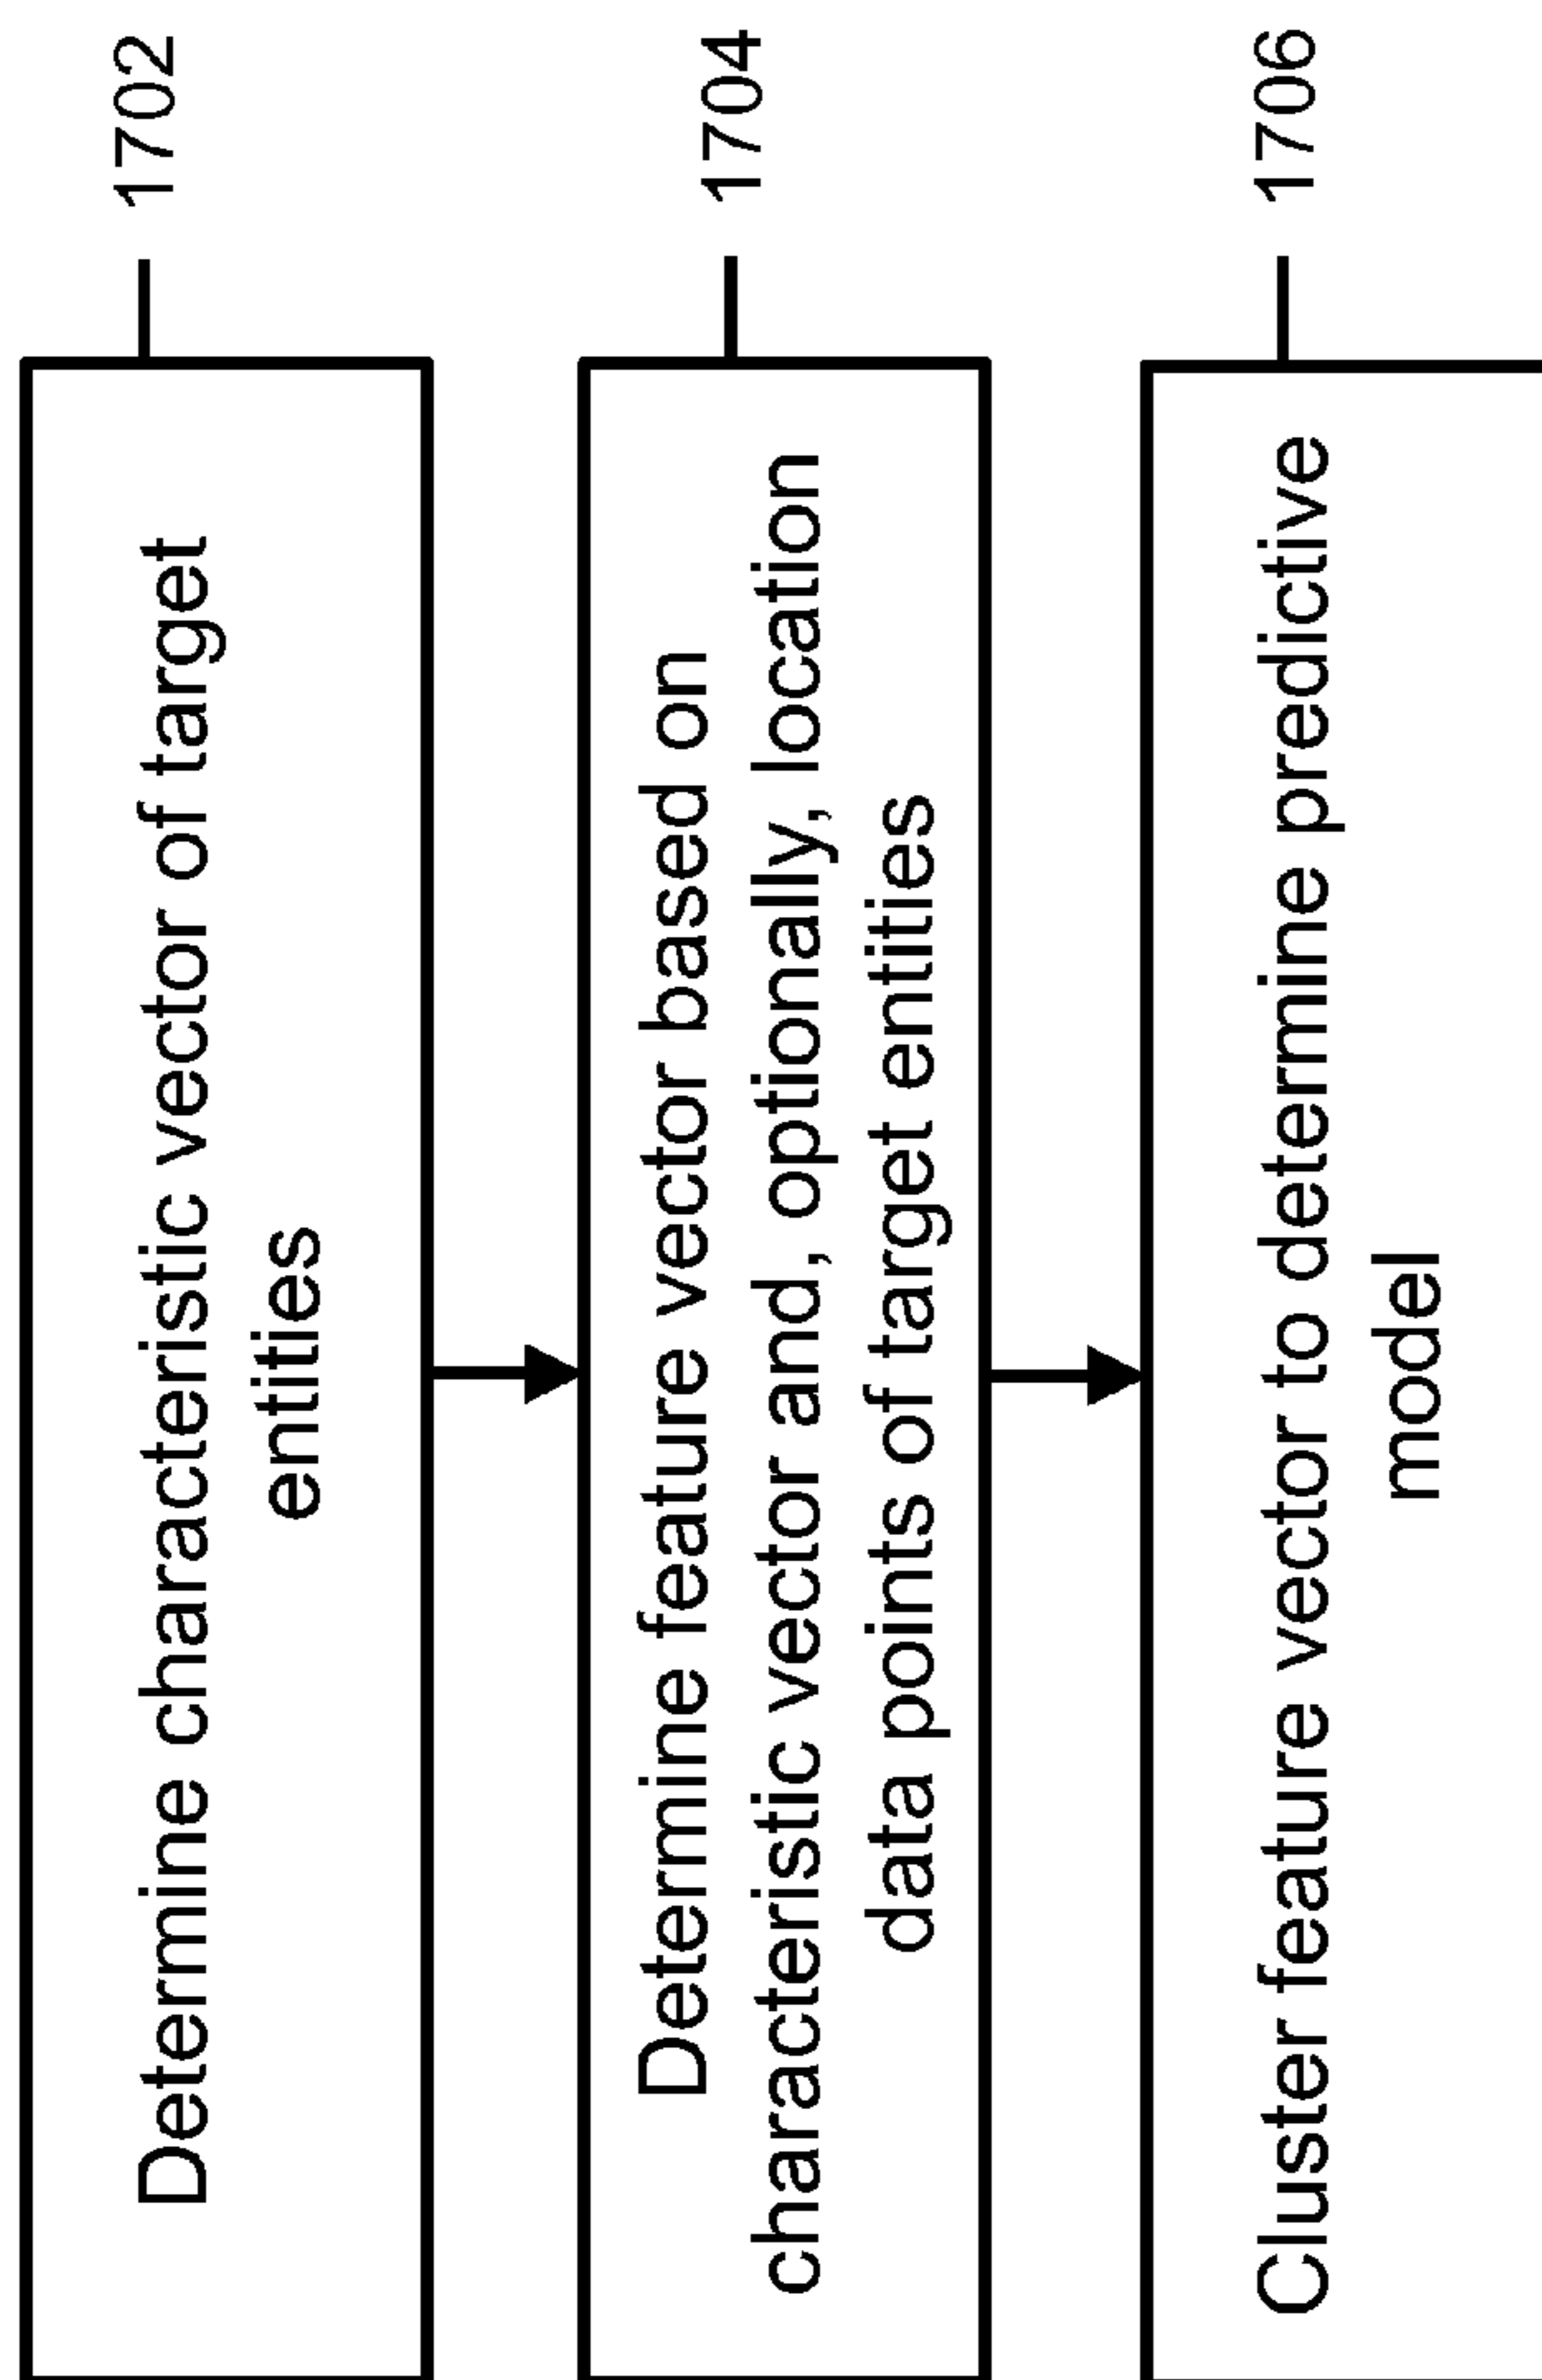 Determine characteristic vector of target
entities
1702
Determine feature vector based on
characteristic vector and, optionally, location
data points of target entities
1704
Cluster feature vector to determine predictive
model
1706